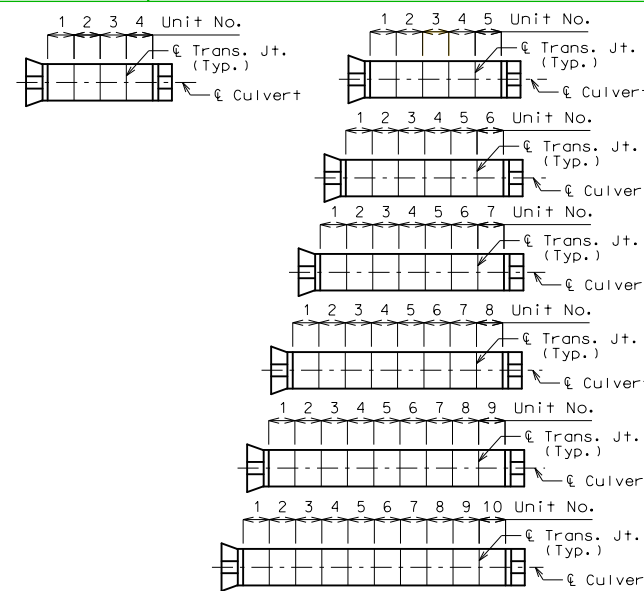 1 2 3 4 Unit No.
℄ Trans. Jt.
(Typ.)
℄ Culvert
1 2 3 4 5 Unit No.
℄ Trans. Jt.
(Typ.)
℄ Culvert
1 2 3 4 5 6 Unit No.
℄ Trans. Jt.
(Typ.)
℄ Culver
1 2 3 4 5 6 7 Unit No.
℄ Trans. Jt.
(Typ.)
℄ Culver
1 2 3 4 5 6 7 8 Unit No.
℄ Trans. Jt.
(Typ.)
℄ Culvert
1 2 3 4 5 6 7 8 9 Unit No.
℄ Trans. Jt.
(Typ.)
℄ Culver
1 2 3 4 5 6 7 8 9 10 Unit No.
℄ Trans. Jt.
(Typ.)
℄ Culver